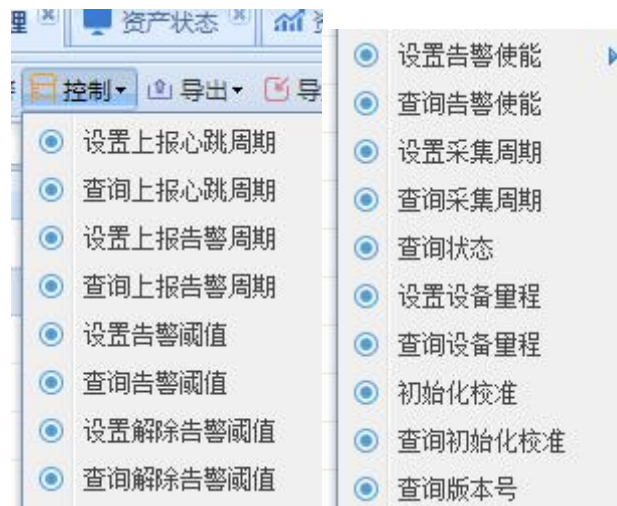 理 资产状态
控制 导出 导
设置上报心跳周期
查询上报心跳周期
设置上报告警周期
查询上报告警周期
设置告警阈值
查询告警阈值
设置解除告警阈值
查询解除告警阈值
设置告警使能
查询告警使能
设置采集周期
查询采集周期
查询状态
设置设备量程
查询设备量程
初始化校准
查询初始化校准
查询版本号